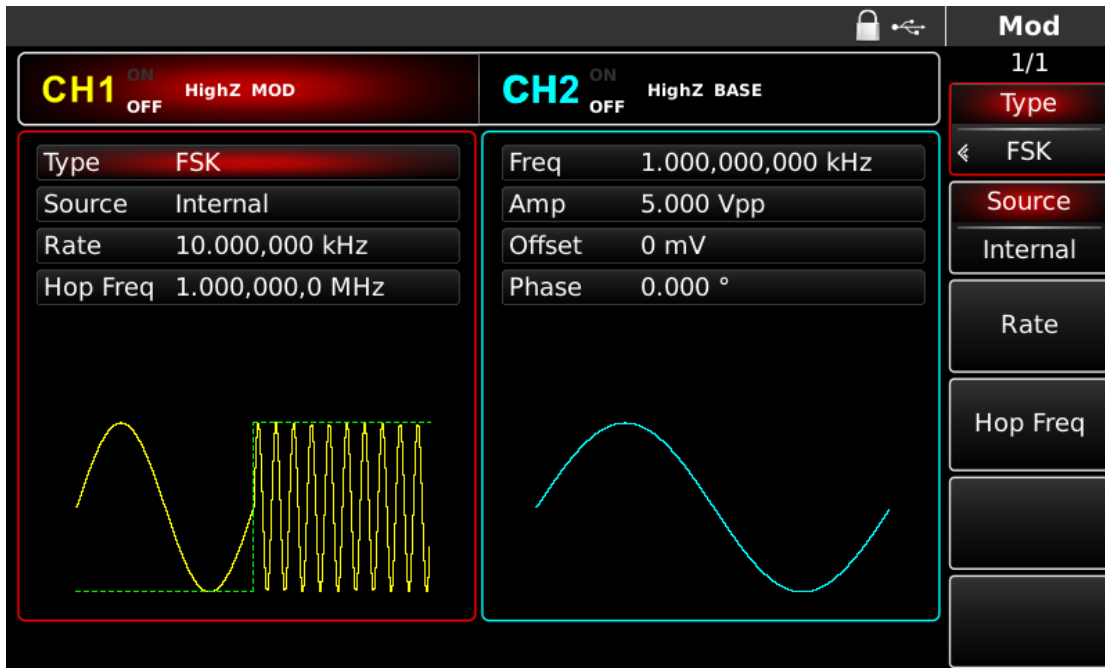 Mod
1/1
CH1 ON OFF HighZ MOD
CH2 ON OFF HighZ BASE
Type FSK
Source Internal
Rate 10.000,000 kHz
Hop Freq 1.000,000,0 MHz
Freq 1.000,000,000 kHz
Amp 5.000 Vpp
Offset 0 mV
Phase 0.000 °
Type
FSK
Source
Internal
Rate
Hop Freq